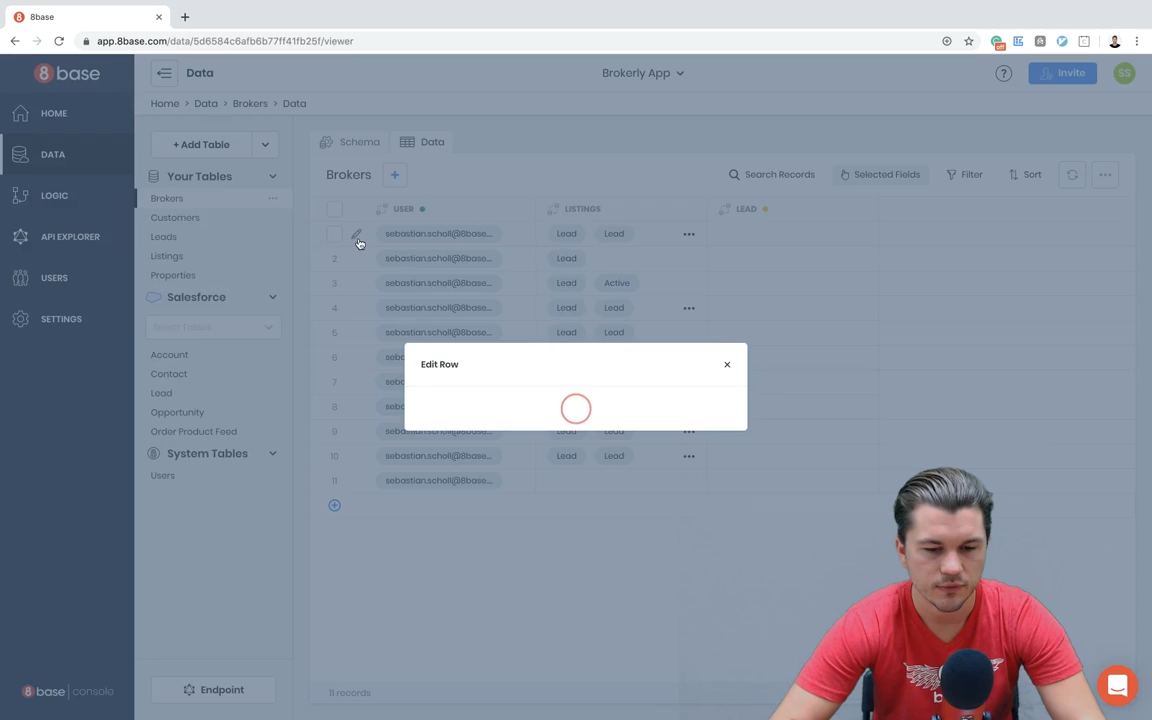 8base
app.8base.com/data/5d6584c6afb6b77ff41fb25f/viewer
off
8base
Data
Brokerly App
?
Invite
SS
HOME
DATA
LOGIC
API EXPLORER
USERS
SETTINGS
8base console
Home > Data > Brokers > Data
+ Add Table
Your Tables
Brokers
Customers
Leads
Listings
Properties
Salesforce
Select Tables
Account
Contact
Lead
Opportunity
Order Product Feed
System Tables
Users
Endpoint
Schema
Data
Brokers
+
Search Records
Selected Fields
Filter
Sort
USER LISTINGS LEAD
sebastian.scholl@8base... Lead Lead
2 sebastian.scholl@8base... Lead
3 sebastian.scholl@8base... Lead Active
4 sebastian.scholl@8base... Lead Lead
5 sebastian.scholl@8base... Lead Lead
6
7
8
9 sebastian.scholl@8base... Lead Lead
10 sebastian.scholl@8base... Lead Lead
11 sebastian.scholl@8base...
Edit Row
11 records